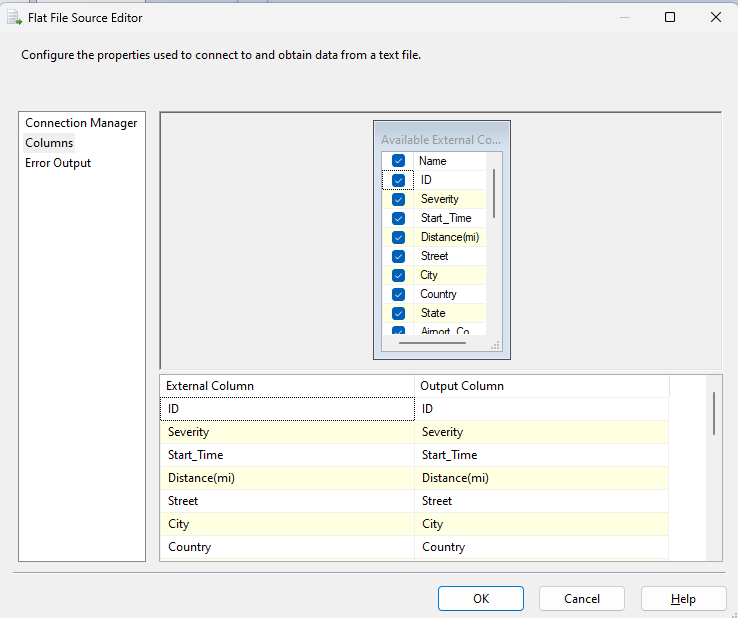 Flat File Source Editor
Configure the properties used to connect to and obtain data from a text file.
Connection Manager
Columns
Error Output
Available External Co...
Name
ID
Severity
Start_Time
Distance(mi)
Street
City
Country
State
Airport_Co
External Column Output Column
ID ID
Severity Severity
Start_Time Start_Time
Distance(mi) Distance(mi)
Street Street
City City
Country Country
OK Cancel Help